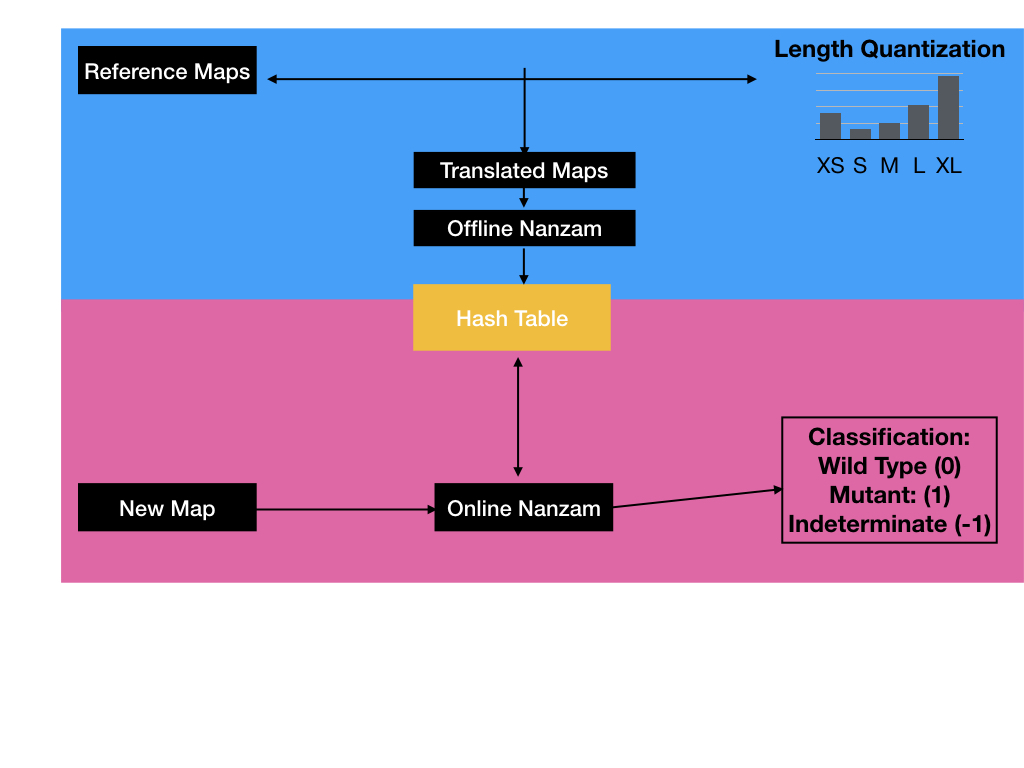 Reference Maps
Length Quantization
XS S M L XL
Translated Maps
Offline Nanzam
Hash Table
New Map
Online Nanzam
Classification:
Wild Type (0)
Mutant: (1)
Indeterminate (-1)